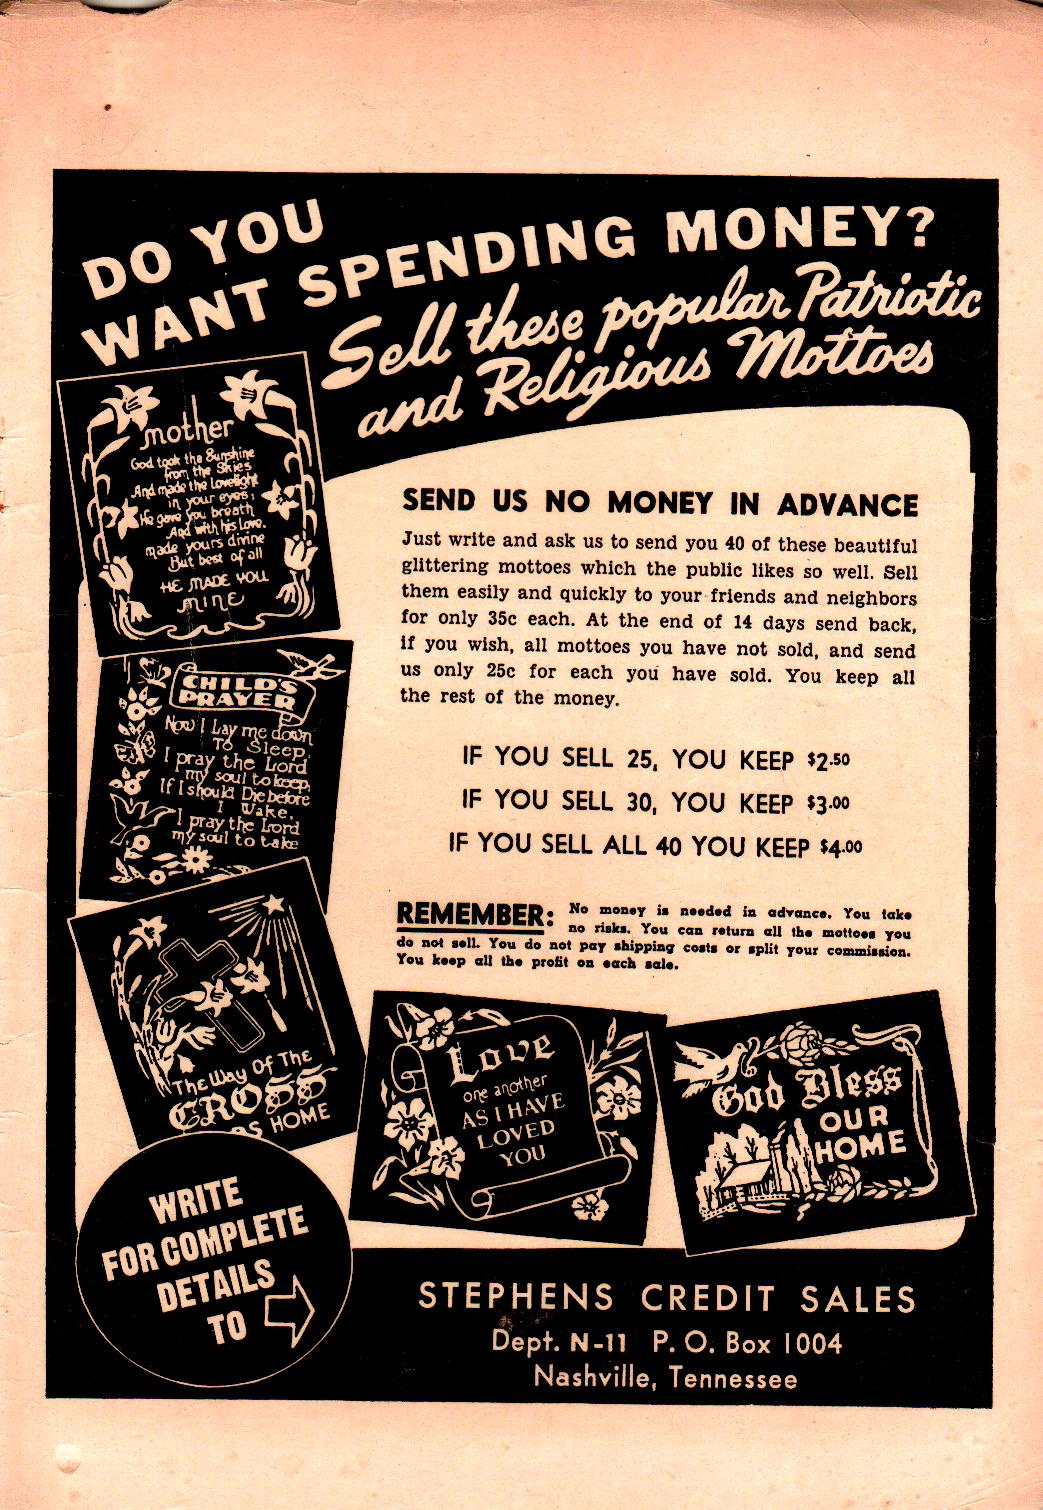 DO YOU
WANT SPENDING MONEY?
Sell these popular Patriotic
and Religious Mottoes
mother
God took the Sunshine
from the Skies
And made the Lovelight
in your eyes;
He gave you breath
And with his Love.
made yours divine
But best of all
HE MADE YOU
MINE
CHILD'S
PRAYER
Now I Lay me down
To Sleep,
I pray the Lord
my soul to keep,
If I should Die before
I Wake,
I pray the Lord
my soul to take
The Way Of The
CROSS
HOME
SEND US NO MONEY IN ADVANCE
Just write and ask us to send you 40 of these beautiful
glittering mottoes which the public likes so well. Sell
them easily and quickly to your friends and neighbors
for only 35c each. At the end of 14 days send back,
if you wish, all mottoes you have not sold, and send
us only 25c for each you have sold. You keep all
the rest of the money.
IF YOU SELL 25, YOU KEEP $2.50
IF YOU SELL 30, YOU KEEP $3.00
IF YOU SELL ALL 40 YOU KEEP $4.00
REMEMBER: No money is needed in advance. You take
no risks. You can return all the mottoes you
do not sell. You do not pay shipping costs or split your commission.
You keep all the profit on each sale.
Love
one another
AS I HAVE
LOVED
YOU
God Bless
OUR
HOME
WRITE
FOR COMPLETE
DETAILS
TO
STEPHENS CREDIT SALES
Dept. N-11 P. O. Box 1004
Nashville, Tennessee